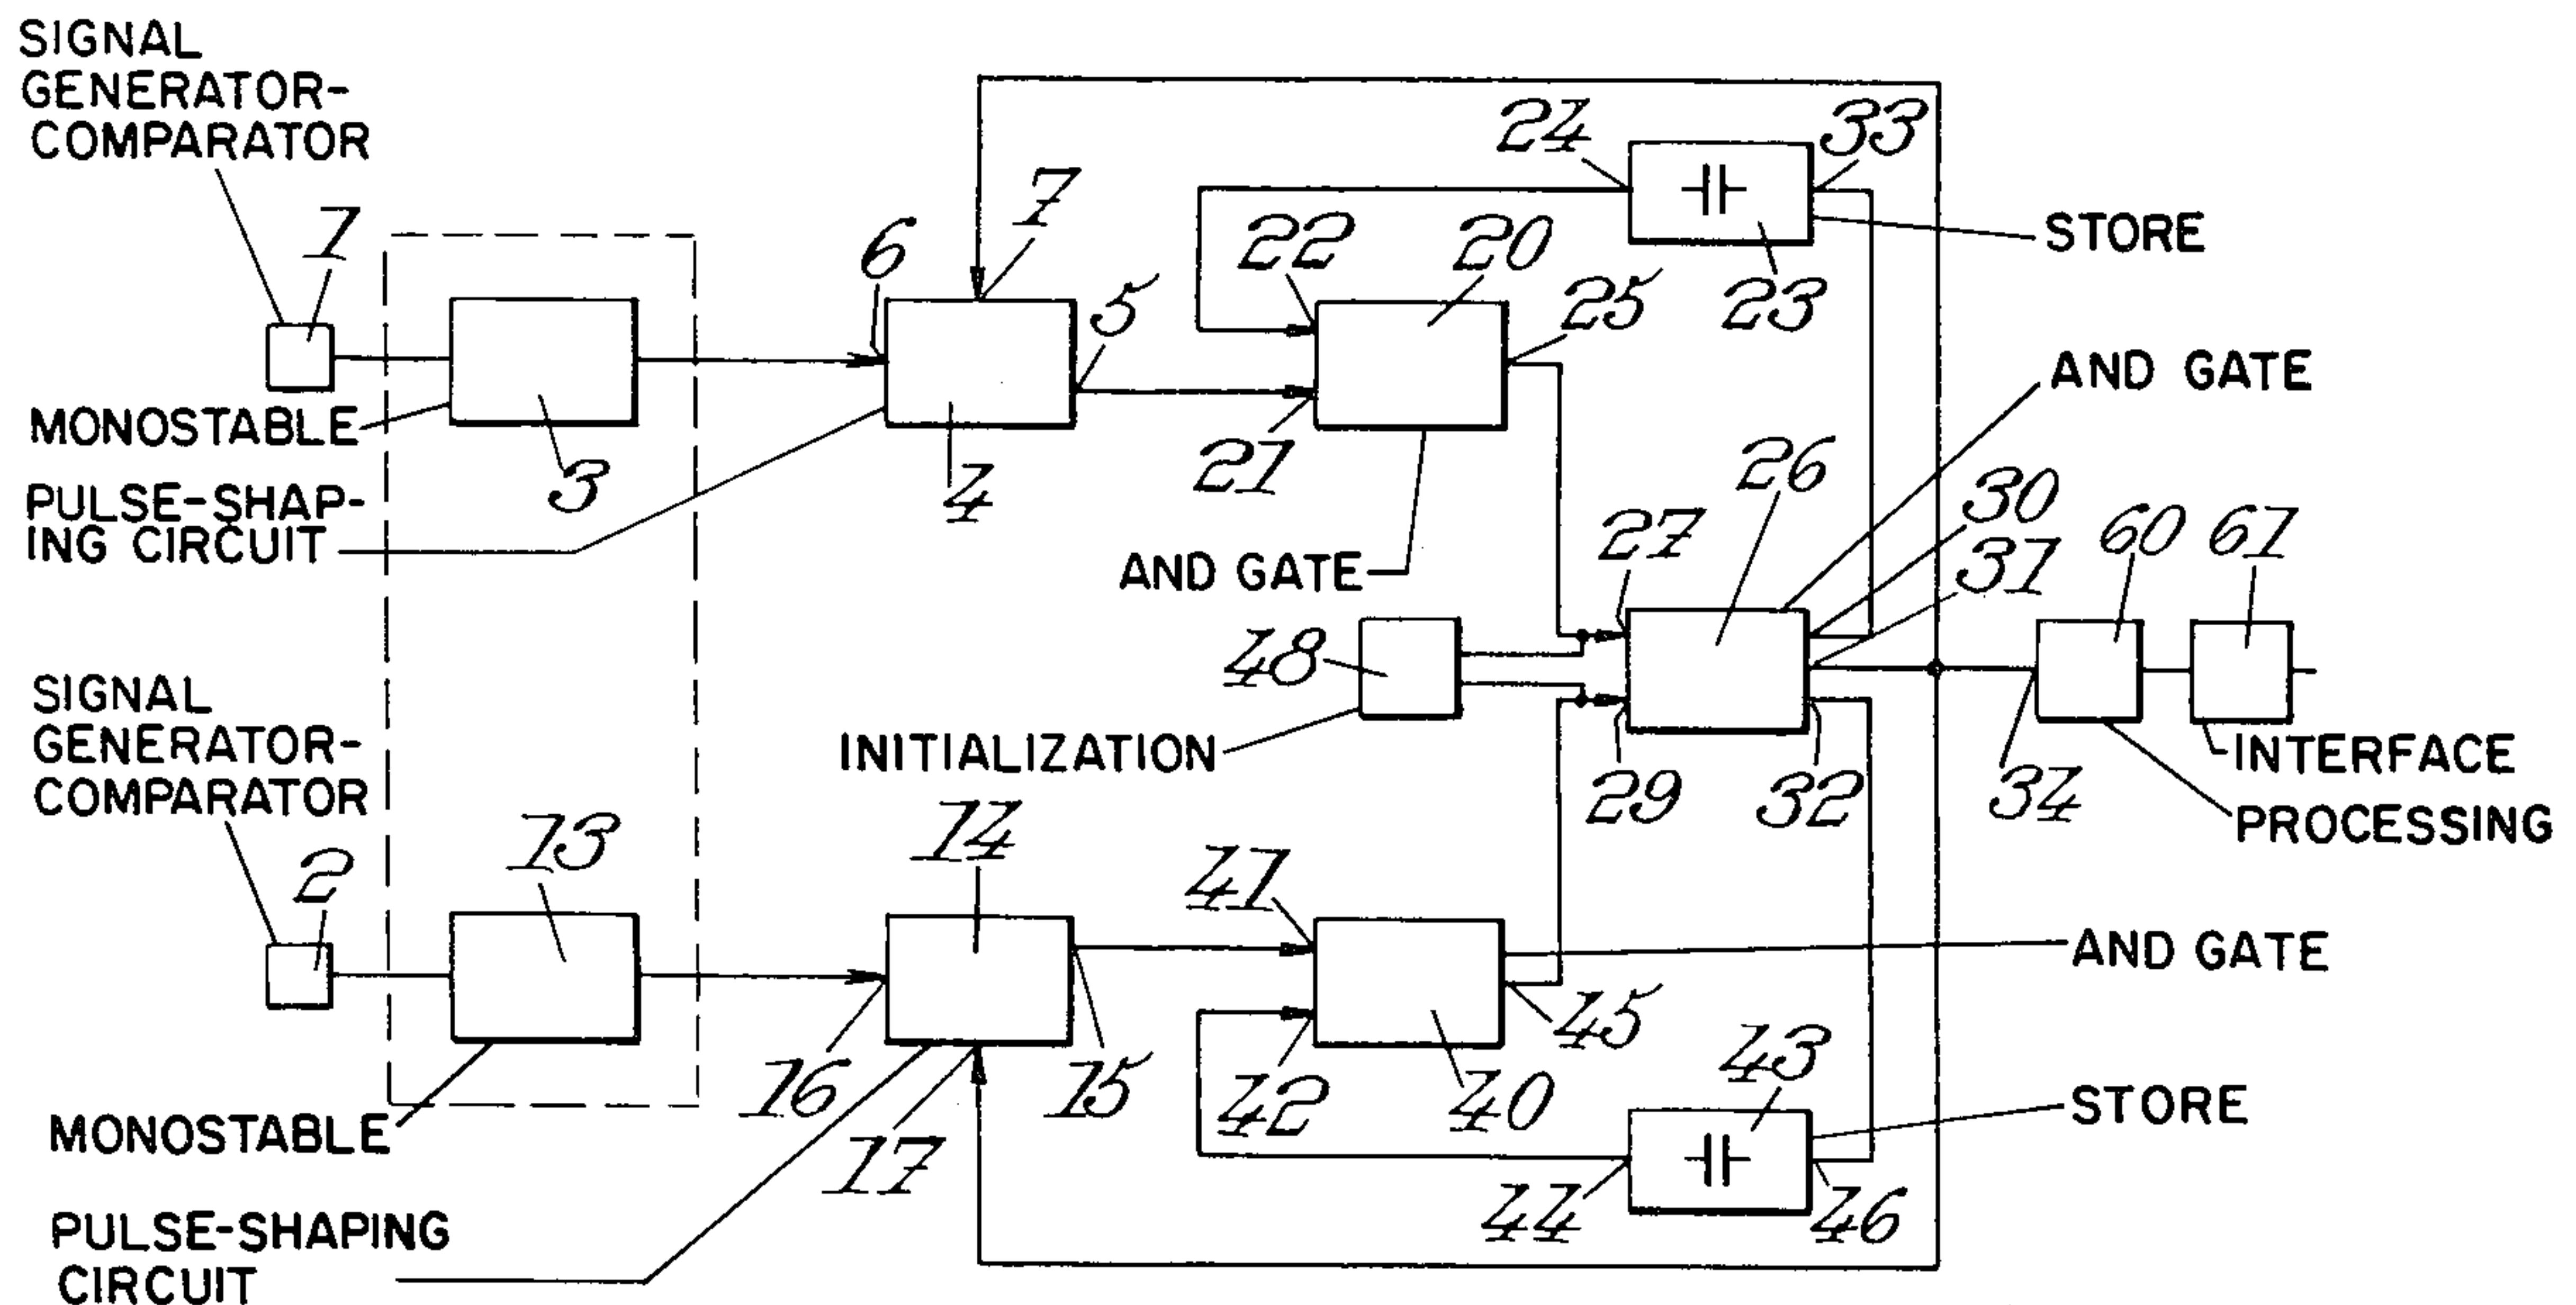 SIGNAL
GENERATOR-
COMPARATOR
1
MONOSTABLE
3
PULSE-SHAP-
ING CIRCUIT
6
7
5
4
24
33
STORE
22
20
23
25
21
AND GATE
AND GATE
26
27
30
31
60
61
48
INITIALIZATION
29
32
34
INTERFACE
PROCESSING
SIGNAL
GENERATOR-
COMPARATOR
2
13
14
41
AND GATE
45
16
17
15
42
40
43
STORE
44
46
MONOSTABLE
PULSE-SHAPING
CIRCUIT